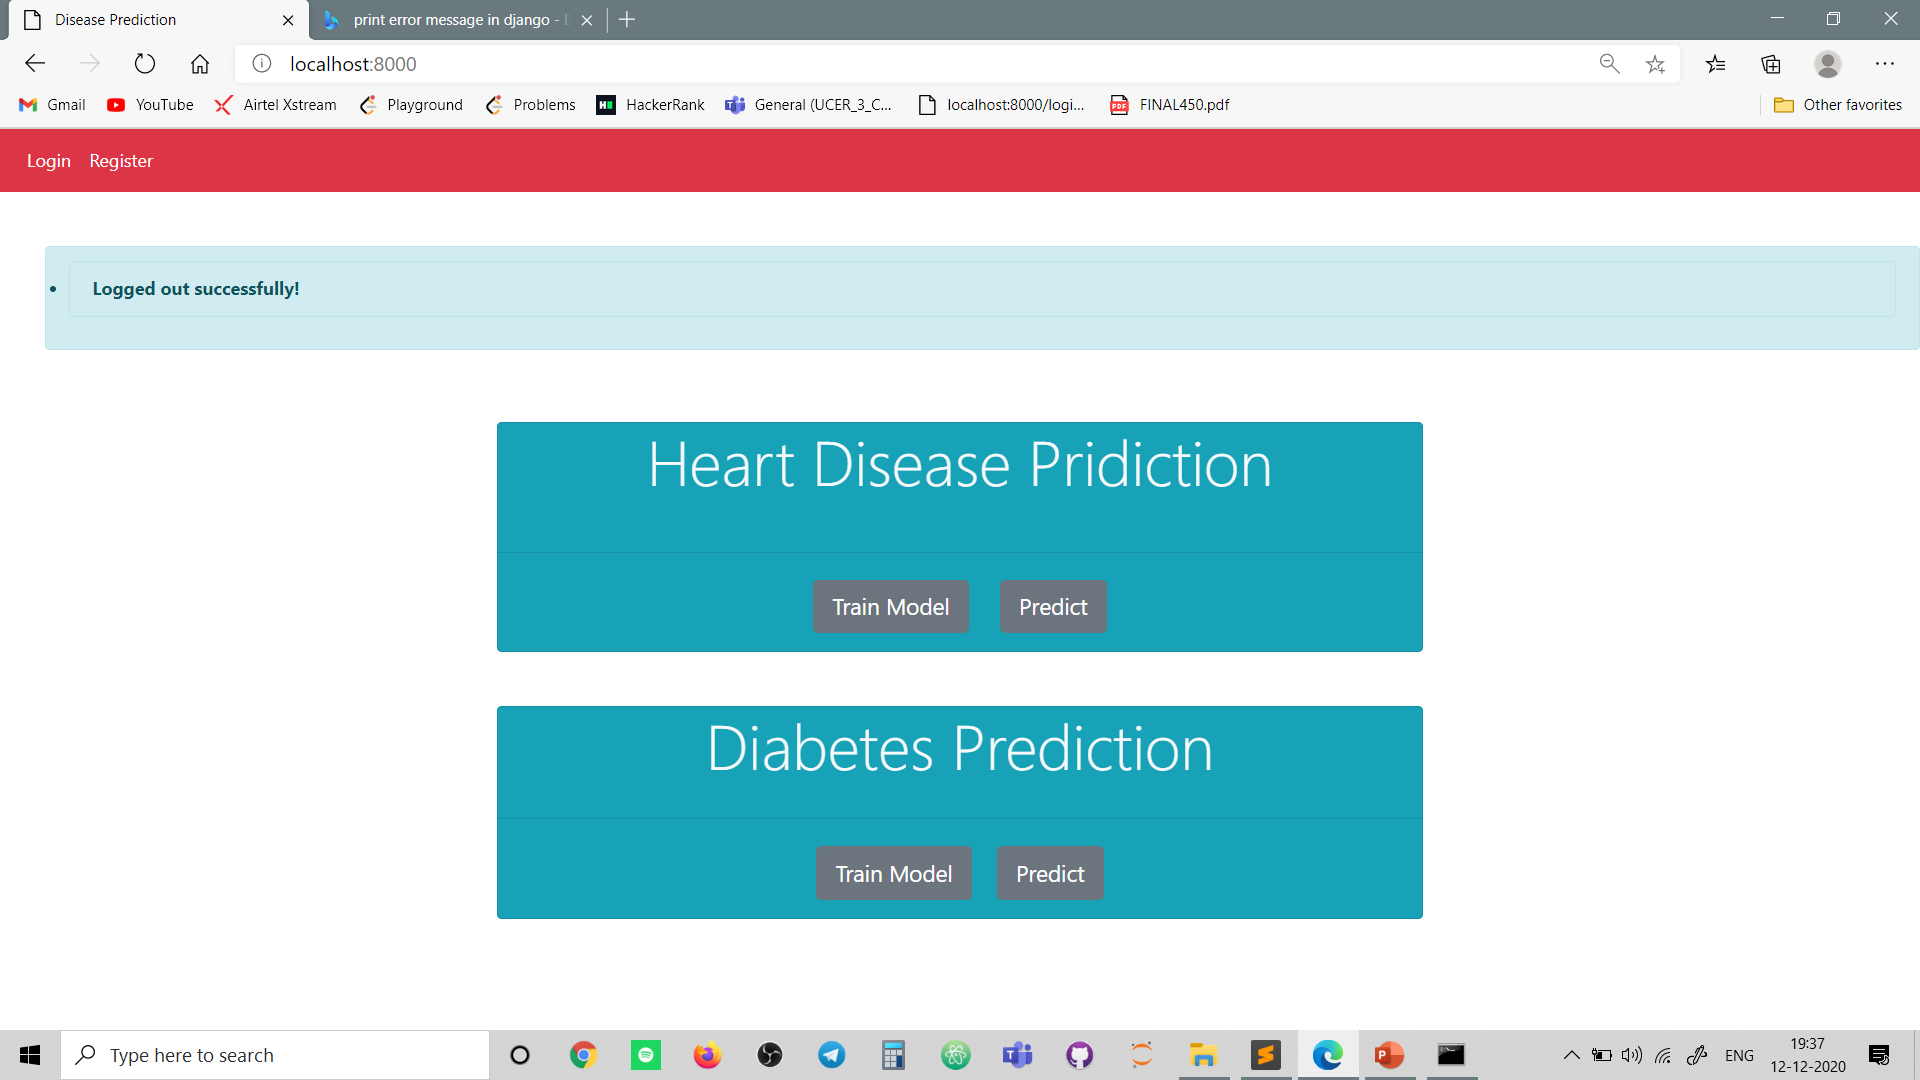 Disease Prediction
print error message in django -
localhost:8000
Gmail
YouTube
Airtel Xstream
Playground
Problems
HackerRank
General (UCER_3_C...
localhost:8000/logi...
FINAL450.pdf
Other favorites
Login Register
Logged out successfully!
Heart Disease Pridiction
Train Model
Predict
Diabetes Prediction
Train Model
Predict
Type here to search
ENG
19:37
12-12-2020